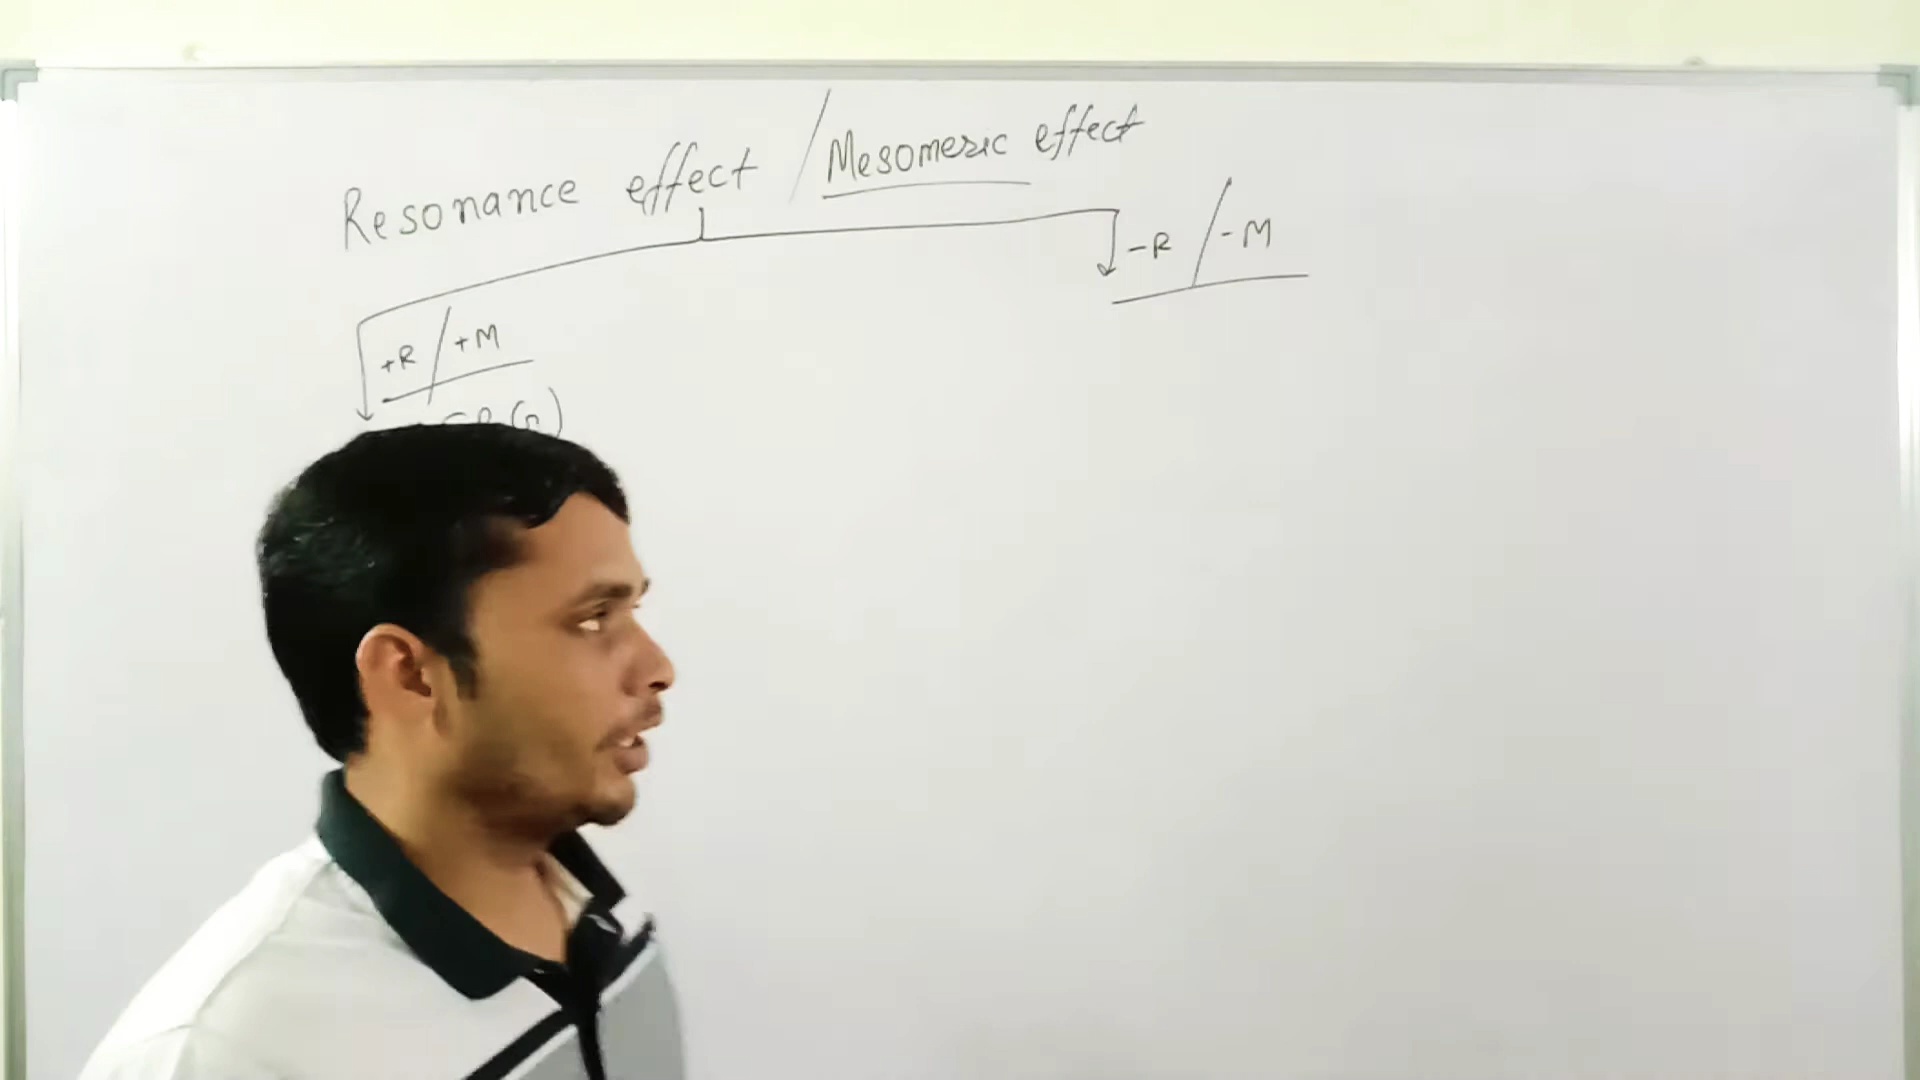 Resonance effect / Mesomeric effect
-R / -M
+R / +M